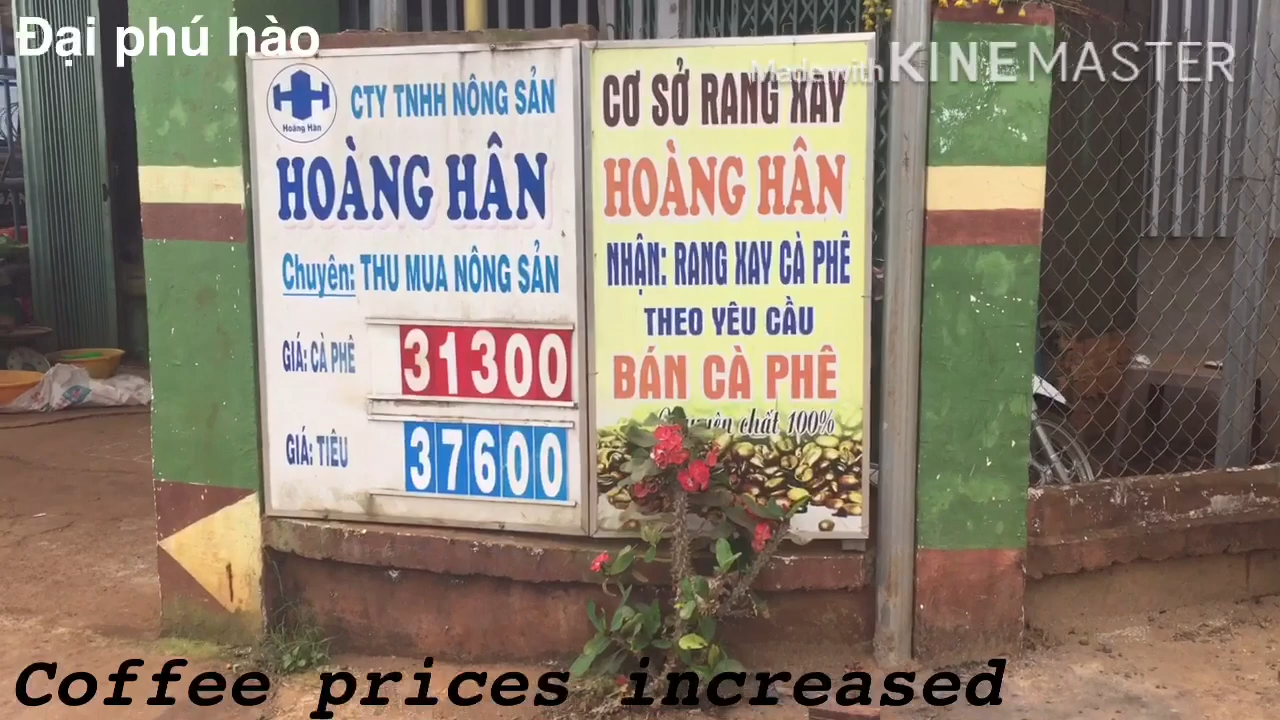 Đại phú hào
Made with KINEMASTER
Hoàng Hân
CTY TNHH NÔNG SẢN
HOÀNG HÂN
Chuyên: THU MUA NÔNG SẢN
GIÁ: CÀ PHÊ 31300
GIÁ: TIÊU 37600
CƠ SỞ RANG XAY
HOÀNG HÂN
NHẬN: RANG XAY CÀ PHÊ
THEO YÊU CẦU
BÁN CÀ PHÊ
chất 100%
Coffee prices increased